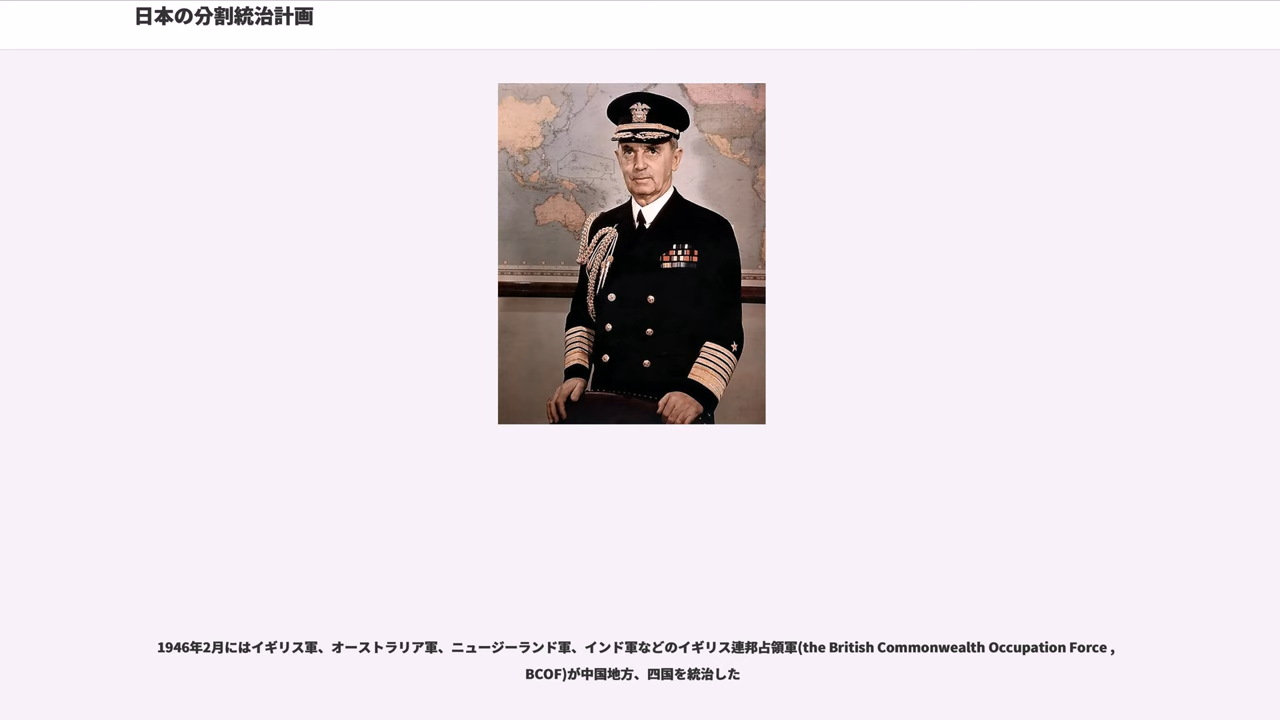 日本の分割統治計画
1946年2月にはイギリス軍、オーストラリア軍、ニュージーランド軍、インド軍などのイギリス連邦占領軍(the British Commonwealth Occupation Force ,
BCOF)が中国地方、四国を統治した